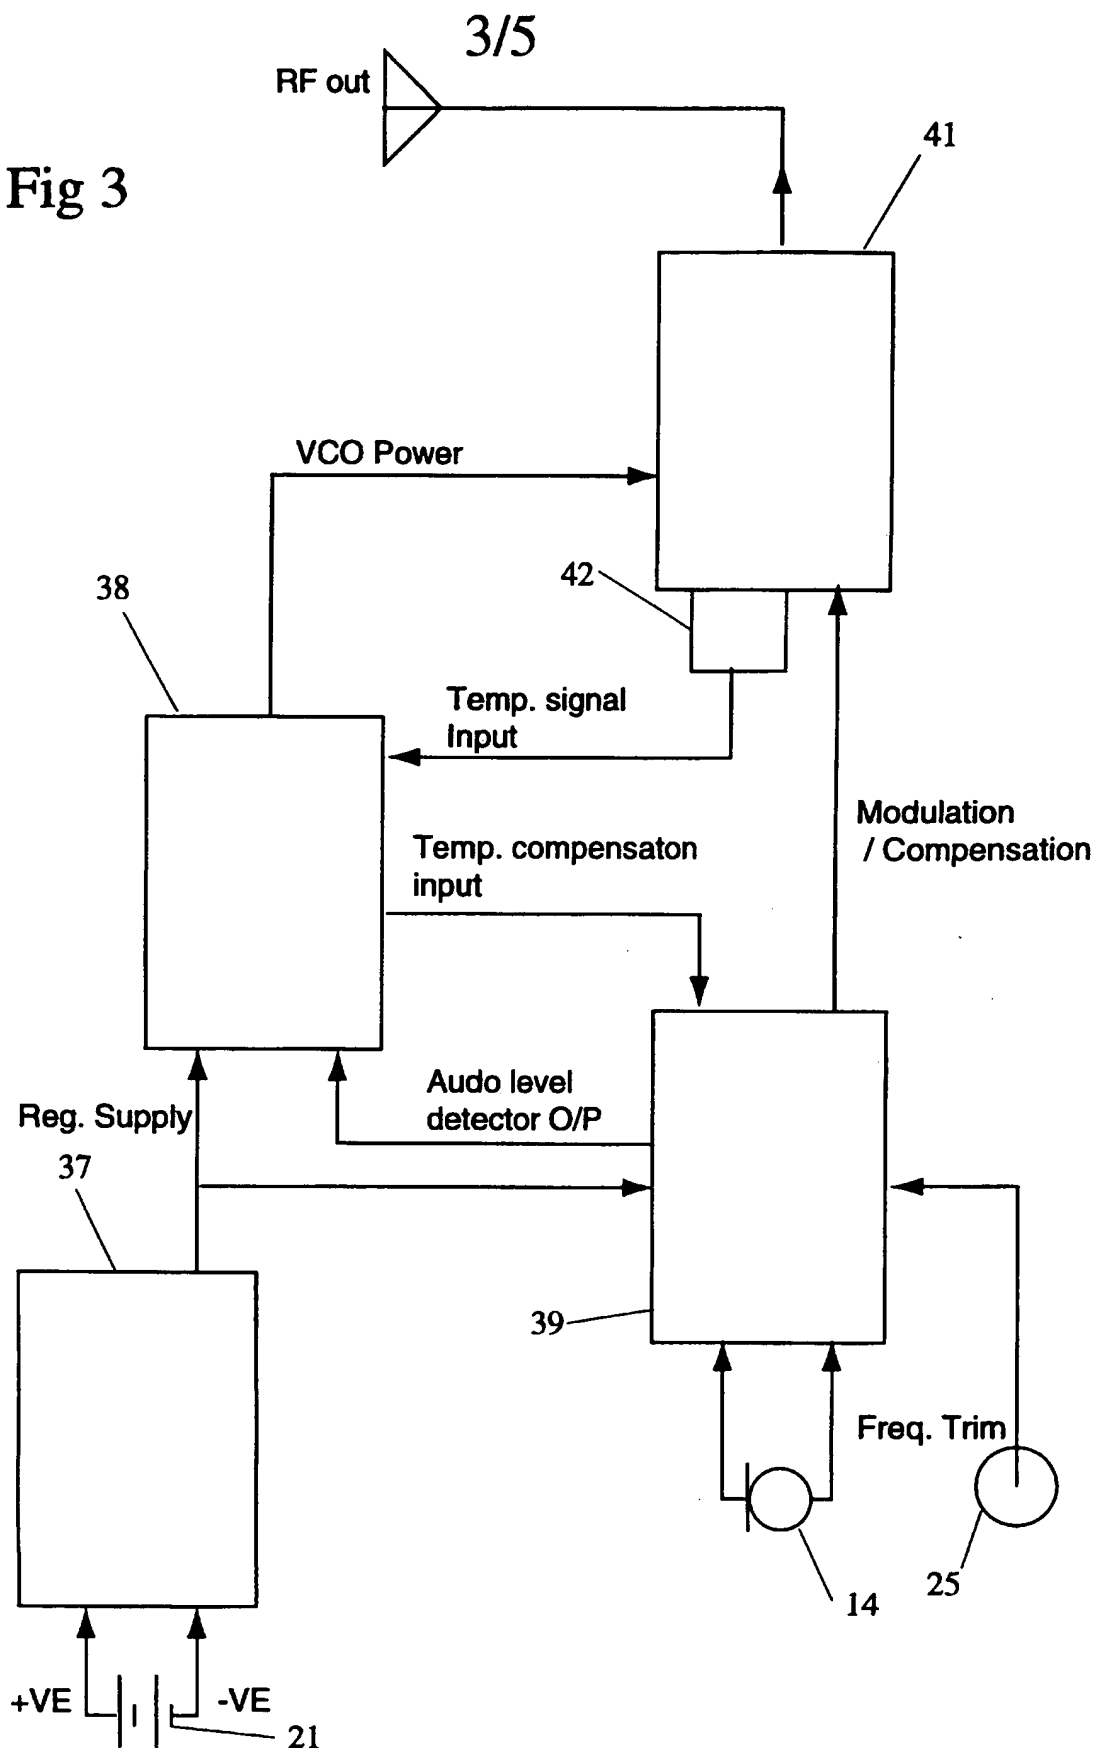 3/5
RF out
41
Fig 3
VCO Power
42
38
Temp. signal
Input
Modulation
/ Compensation
Temp. compensaton
input
Audo level
detector O/P
Reg. Supply
37
39
Freq. Trim
25
14
+VE
-VE
21